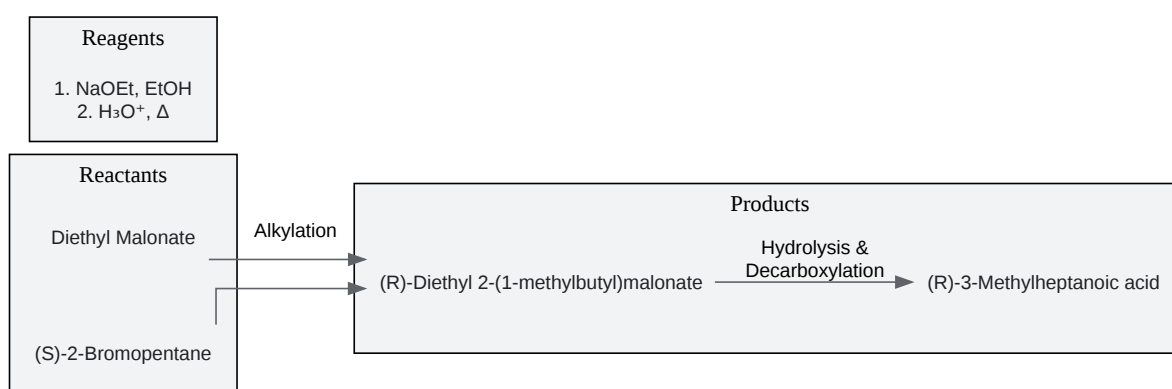 Reagents
1. NaOEt, EtOH
2. H₃O⁺, Δ
Reactants
Diethyl Malonate
(S)-2-Bromopentane
Alkylation
Products
(R)-Diethyl 2-(1-methylbutyl)malonate
Hydrolysis &
Decarboxylation
(R)-3-Methylheptanoic acid